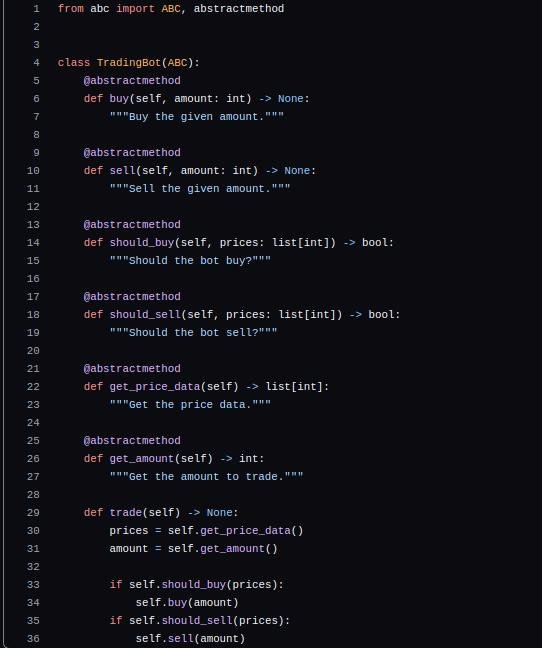 1 from abc import ABC, abstractmethod
2
3
4 class TradingBot(ABC):
5     @abstractmethod
6     def buy(self, amount: int) -> None:
7         """Buy the given amount."""
8
9     @abstractmethod
10     def sell(self, amount: int) -> None:
11         """Sell the given amount."""
12
13     @abstractmethod
14     def should_buy(self, prices: list[int]) -> bool:
15         """Should the bot buy?"""
16
17     @abstractmethod
18     def should_sell(self, prices: list[int]) -> bool:
19         """Should the bot sell?"""
20
21     @abstractmethod
22     def get_price_data(self) -> list[int]:
23         """Get the price data."""
24
25     @abstractmethod
26     def get_amount(self) -> int:
27         """Get the amount to trade."""
28
29     def trade(self) -> None:
30         prices = self.get_price_data()
31         amount = self.get_amount()
32
33         if self.should_buy(prices):
34             self.buy(amount)
35         if self.should_sell(prices):
36             self.sell(amount)